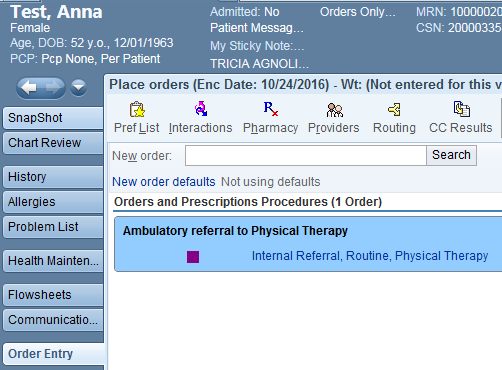 Test, Anna
Female
Age, DOB: 52 y.o., 12/01/1963
PCP: Pcp None, Per Patient
Admitted: No
Patient Messag...
My Sticky Note:...
TRICIA AGNOLI...
Orders Only...
MRN: 10000020
CSN: 20000335
Place orders (Enc Date: 10/24/2016) - Wt: (Not entered for this v
Pref List Interactions Pharmacy Providers Routing CC Results
New order: Search
New order defaults Not using defaults
Orders and Prescriptions Procedures (1 Order)
Ambulatory referral to Physical Therapy
Internal Referral, Routine, Physical Therapy
SnapShot
Chart Review
History
Allergies
Problem List
Health Mainten...
Flowsheets
Communicatio...
Order Entry